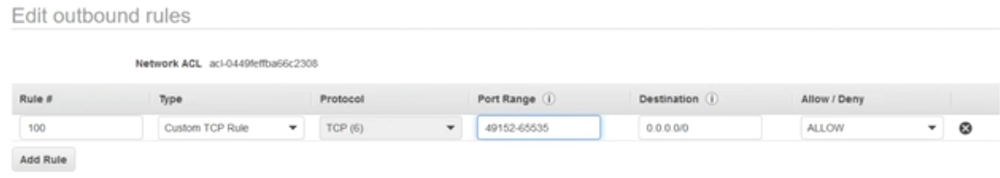 Edit outbound rules
Network ACL acl-0449feffba66c2308
Rule # Type Protocol Port Range Destination Allow / Deny
100 Custom TCP Rule TCP (6) 49152-65535 0.0.0.0/0 ALLOW
Add Rule